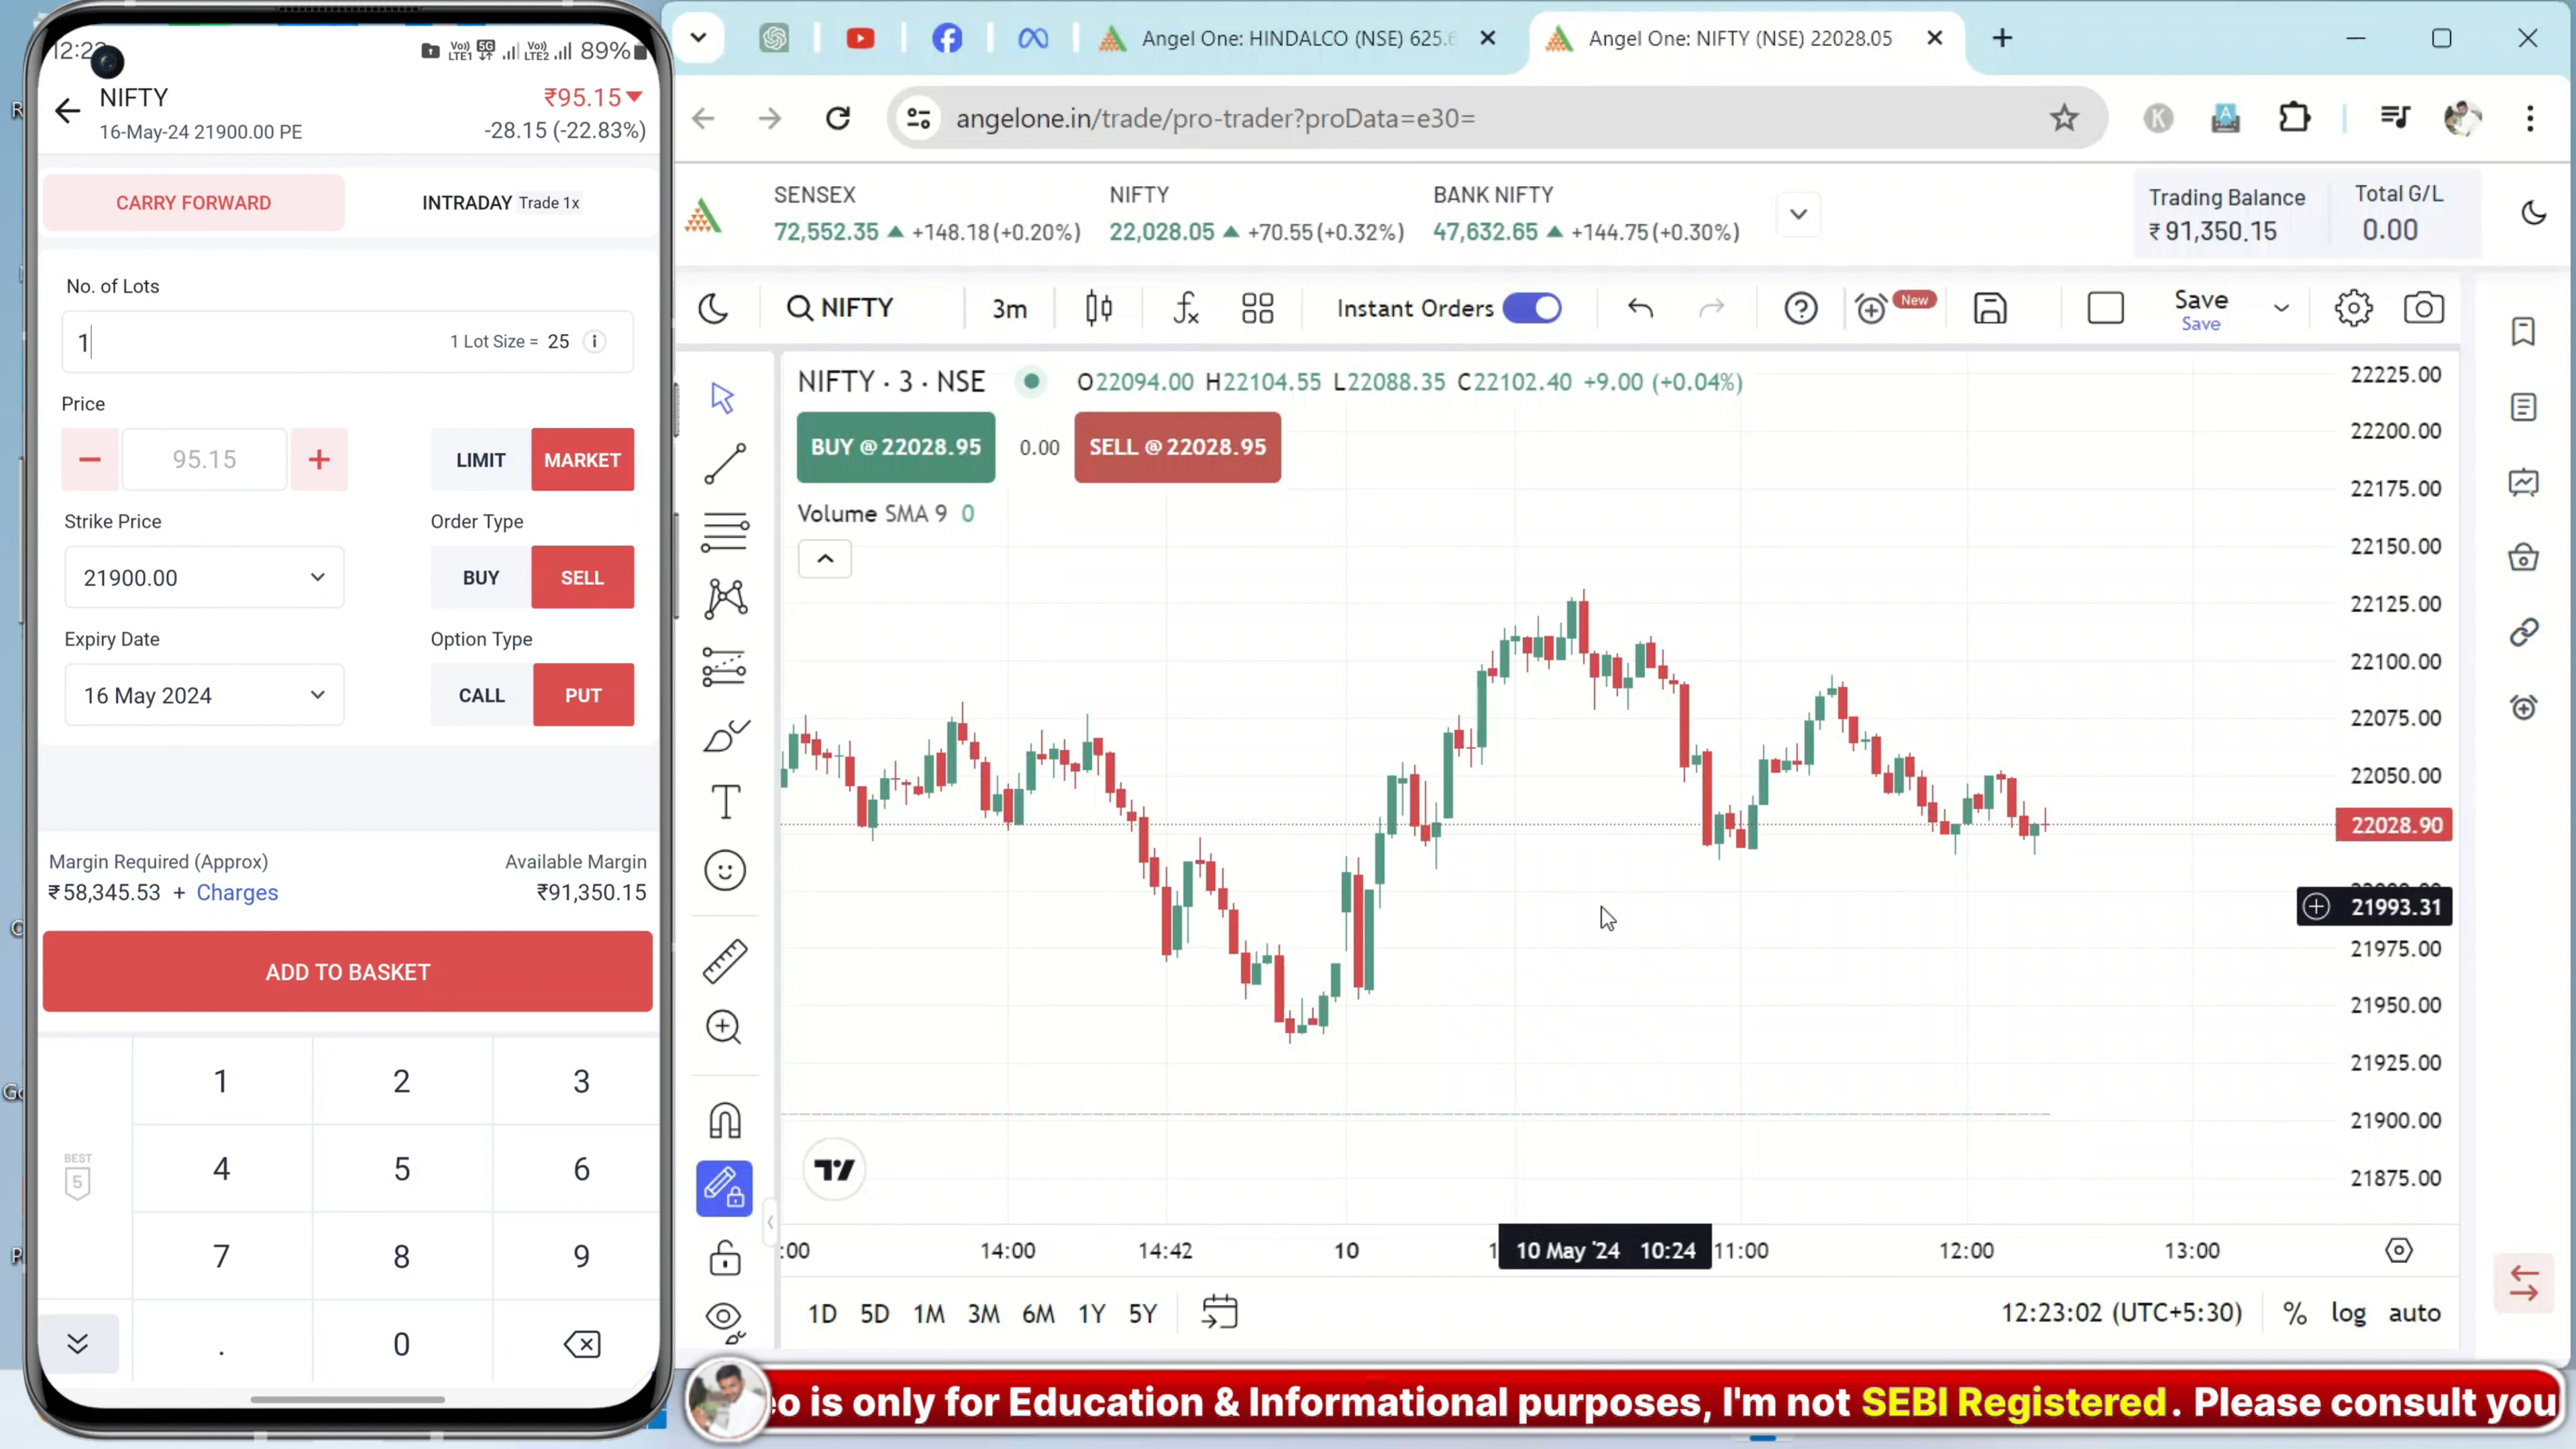 12:2
Vo)) LTE1 5G Vo)) LTE2 89%
NIFTY
₹95.15
16-May-24 21900.00 PE
-28.15 (-22.83%)
CARRY FORWARD
INTRADAY Trade 1x
No. of Lots
1
1 Lot Size = 25
Price
95.15
LIMIT
MARKET
Strike Price
Order Type
21900.00
BUY
SELL
Expiry Date
Option Type
16 May 2024
CALL
PUT
Margin Required (Approx)
Available Margin
₹58,345.53 + Charges
₹91,350.15
ADD TO BASKET
1 2 3
BEST 5
4 5 6
7 8 9
. 0
Angel One: HINDALCO (NSE) 625.6
Angel One: NIFTY (NSE) 22028.05
angelone.in/trade/pro-trader?proData=e30=
K
A
SENSEX
72,552.35 +148.18(+0.20%)
NIFTY
22,028.05 +70.55(+0.32%)
BANK NIFTY
47,632.65 +144.75(+0.30%)
Trading Balance
₹91,350.15
Total G/L
0.00
NIFTY
3m
Instant Orders
New
Save
Save
NIFTY · 3 · NSE
O22094.00 H22104.55 L22088.35 C22102.40 +9.00 (+0.04%)
BUY @ 22028.95
0.00
SELL @ 22028.95
Volume SMA 9 0
22225.00
22200.00
22175.00
22150.00
22125.00
22100.00
22075.00
22050.00
22028.90
21993.31
21975.00
21950.00
21925.00
21900.00
21875.00
:00 14:00 14:42 10 1 10 May '24 10:24 11:00 12:00 13:00
1D 5D 1M 3M 6M 1Y 5Y
12:23:02 (UTC+5:30) % log auto
eo is only for Education & Informational purposes, I'm not SEBI Registered. Please consult you